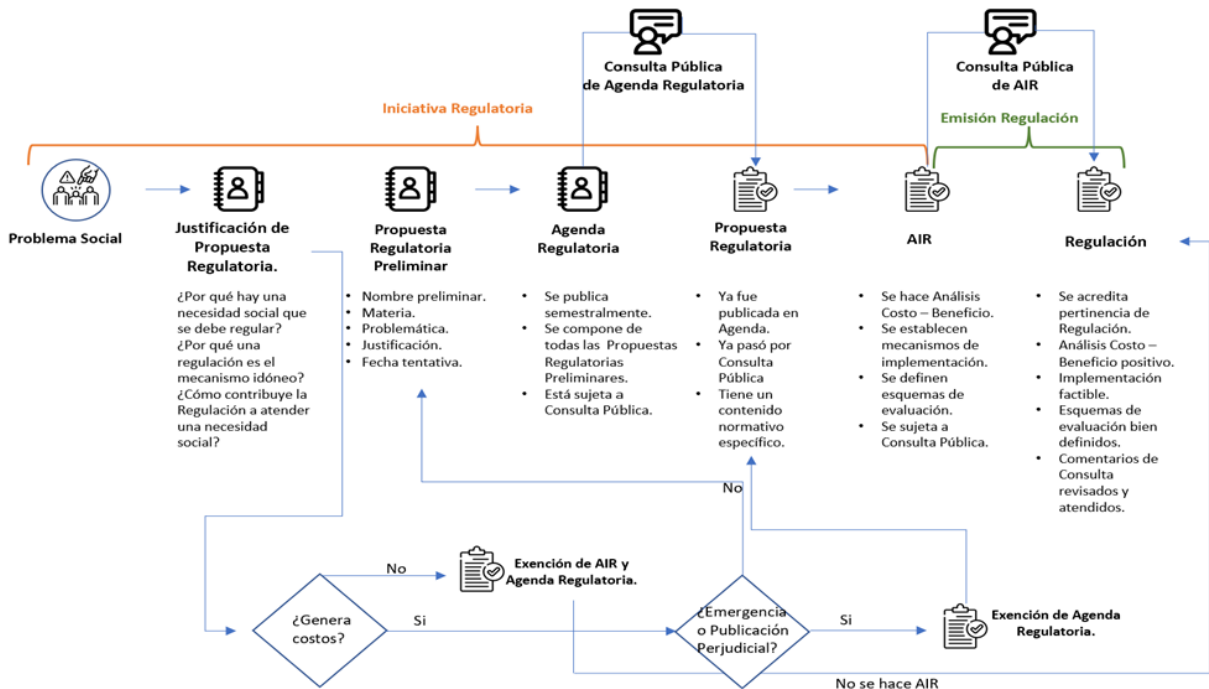 Consulta Pública
de Agenda Regulatoria
Consulta Pública
de AIR
Iniciativa Regulatoria
Emisión Regulación
Problema Social
Justificación de
Propuesta
Regulatoria.
Propuesta
Regulatoria
Preliminar
Agenda
Regulatoria
Propuesta
Regulatoria
AIR
Regulación
¿Por qué hay una
necesidad social que
se debe regular?
¿Por qué una
regulación es el
mecanismo idóneo?
¿Cómo contribuye la
Regulación a atender
una necesidad
social?
• Nombre preliminar.
• Materia.
• Problemática.
• Justificación.
• Fecha tentativa.
• Se publica
semestralmente.
• Se compone de
todas las Propuestas
Regulatorias
Preliminares.
• Está sujeta a
Consulta Pública.
• Ya fue
publicada en
Agenda.
• Ya pasó por
Consulta
Pública
• Tiene un
contenido
normativo
específico.
• Se hace Análisis
Costo – Beneficio.
• Se establecen
mecanismos de
implementación.
• Se definen
esquemas de
evaluación.
• Se sujeta a
Consulta Pública.
• Se acredita
pertinencia de
Regulación.
• Análisis Costo –
Beneficio positivo.
• Implementación
factible.
• Esquemas de
evaluación bien
definidos.
• Comentarios de
Consulta
revisados y
atendidos.
No
No
Exención de AIR y
Agenda Regulatoria.
¿Genera
costos?
Si
¿Emergencia
o Publicación
Perjudicial?
Si
Exención de Agenda
Regulatoria.
No se hace AIR